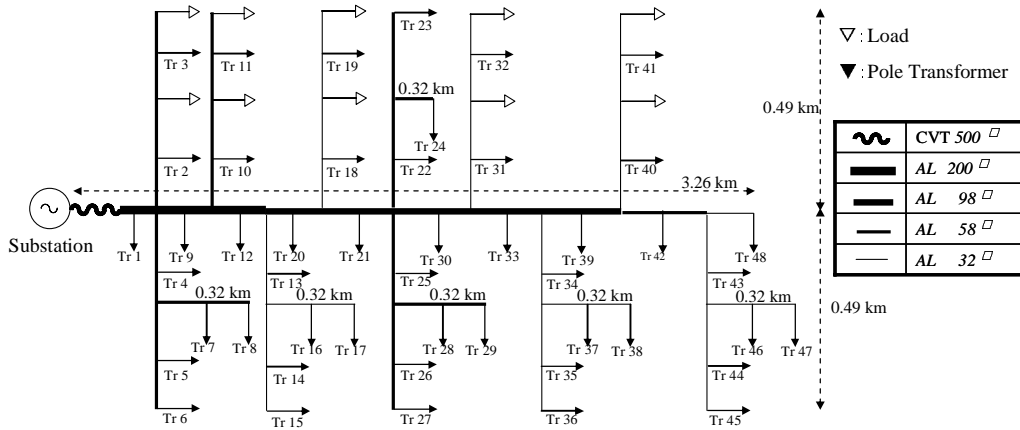 Tr 23
Tr 3
Tr 11
Tr 19
Tr 32
Tr 41
▽ : Load
▼ : Pole Transformer
0.32 km
0.49 km
Tr 24
Tr 2
Tr 10
Tr 18
Tr 22
Tr 31
Tr 40
CVT 500 □
AL 200 □
AL 98 □
AL 58 □
AL 32 □
3.26 km
Substation
Tr 1
Tr 9
Tr 12
Tr 20
Tr 21
Tr 30
Tr 33
Tr 39
Tr 42
Tr 48
Tr 4
Tr 13
Tr 25
Tr 34
Tr 43
0.32 km
0.32 km
0.32 km
0.32 km
0.32 km
0.49 km
Tr 7
Tr 8
Tr 16
Tr 17
Tr 28
Tr 29
Tr 37
Tr 38
Tr 46
Tr 47
Tr 5
Tr 14
Tr 26
Tr 35
Tr 44
Tr 6
Tr 15
Tr 27
Tr 36
Tr 45